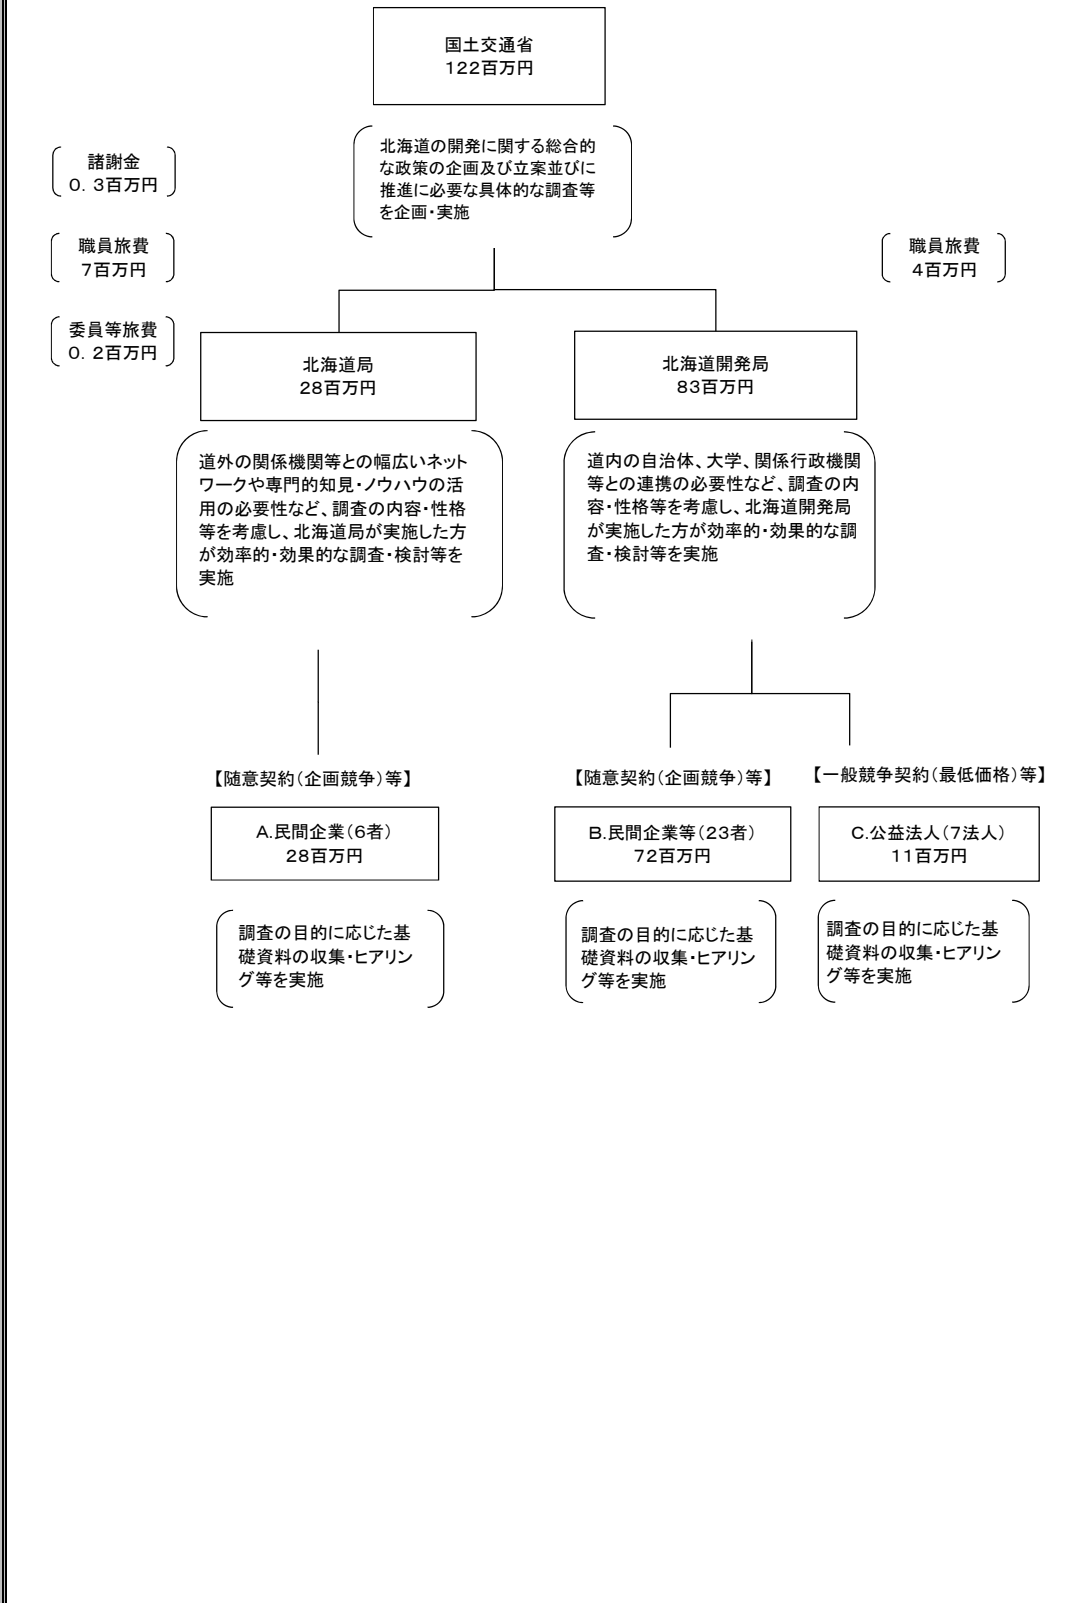 国土交通省
122百万円
北海道の開発に関する総合的
な政策の企画及び立案並びに
推進に必要な具体的な調査等
を企画・実施
諸謝金
0．3百万円
職員旅費
7百万円
委員等旅費
0．2百万円
職員旅費
4百万円
北海道局
28百万円
北海道開発局
83百万円
道外の関係機関等との幅広いネット
ワークや専門的知見・ノウハウの活
用の必要性など、調査の内容・性格
等を考慮し、北海道局が実施した方
が効率的・効果的な調査・検討等を
実施
道内の自治体、大学、関係行政機関
等との連携の必要性など、調査の内
容・性格等を考慮し、北海道開発局
が実施した方が効率的・効果的な調
査・検討等を実施
【随意契約（企画競争）等】
【随意契約（企画競争）等】
【一般競争契約（最低価格）等】
A.民間企業（6者）
28百万円
B.民間企業等（23者）
72百万円
C.公益法人（7法人）
11百万円
調査の目的に応じた基
礎資料の収集・ヒアリン
グ等を実施
調査の目的に応じた基
礎資料の収集・ヒアリン
グ等を実施
調査の目的に応じた基
礎資料の収集・ヒアリン
グ等を実施